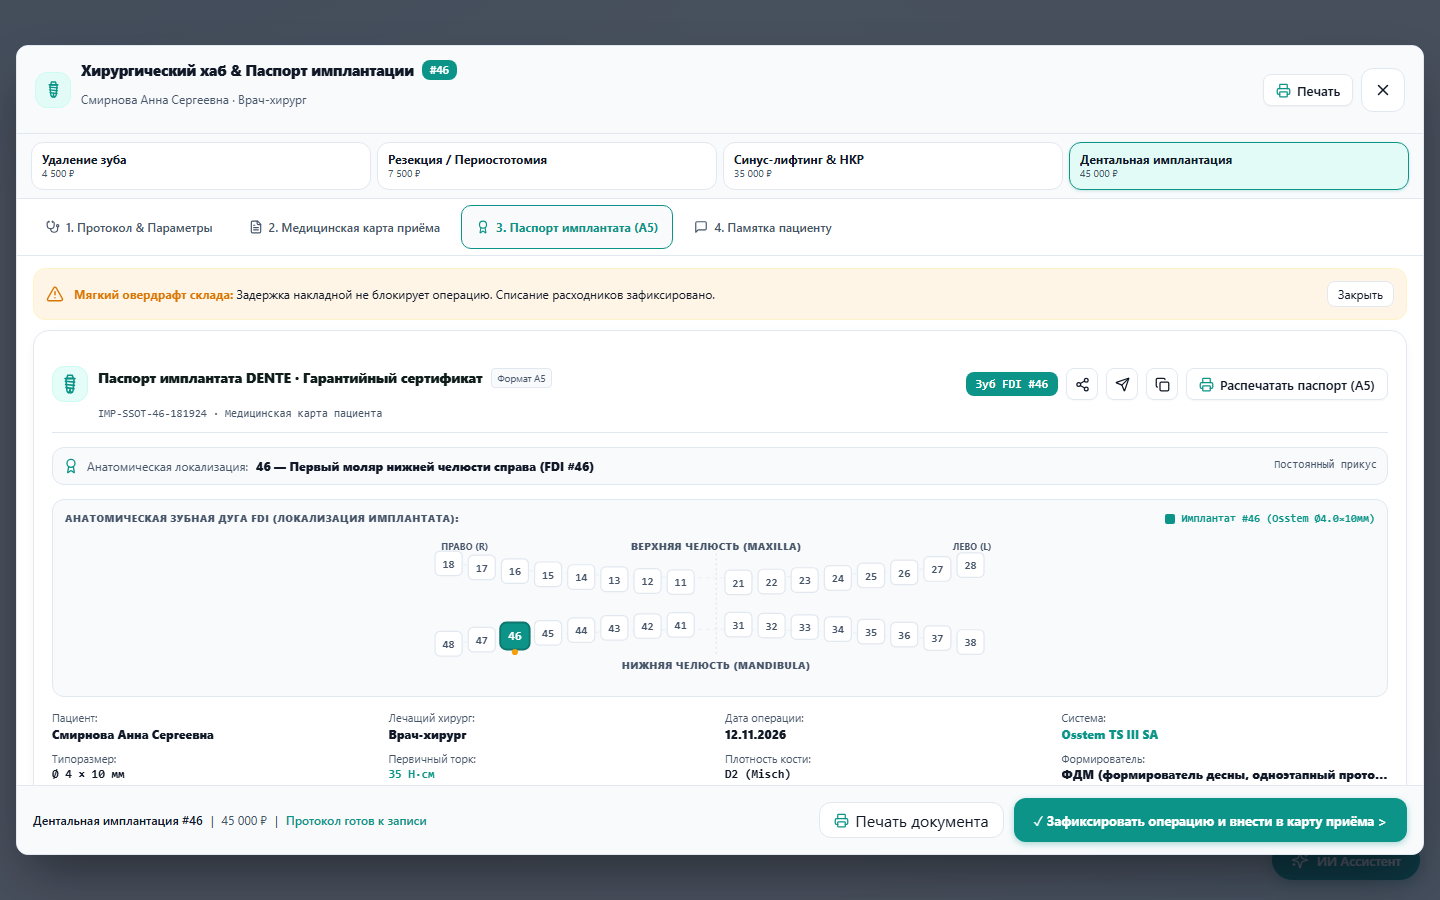 Хирургический хаб & Паспорт имплантации #46
Смирнова Анна Сергеевна · Врач-хирург
Печать
Удаление зуба
4 500 ₽
Резекция / Периостотомия
7 500 ₽
Синус-лифтинг & НКР
35 000 ₽
Дентальная имплантация
45 000 ₽
1. Протокол & Параметры
2. Медицинская карта приёма
3. Паспорт имплантата (А5)
4. Памятка пациенту
Мягкий овердрафт склада: Задержка накладной не блокирует операцию. Списание расходников зафиксировано.
Закрыть
Паспорт имплантата DENTE · Гарантийный сертификат
Формат А5
IMP-SSOT-46-181924 · Медицинская карта пациента
Зуб FDI #46
Распечатать паспорт (А5)
Анатомическая локализация: 46 — Первый моляр нижней челюсти справа (FDI #46)
Постоянный прикус
АНАТОМИЧЕСКАЯ ЗУБНАЯ ДУГА FDI (ЛОКАЛИЗАЦИЯ ИМПЛАНТАТА):
Имплантат #46 (Osstem Ø4.0×10мм)
ПРАВО (R)
ВЕРХНЯЯ ЧЕЛЮСТЬ (MAXILLA)
ЛЕВО (L)
18 17 16 15 14 13 12 11 21 22 23 24 25 26 27 28
48 47 46 45 44 43 42 41 31 32 33 34 35 36 37 38
НИЖНЯЯ ЧЕЛЮСТЬ (MANDIBULA)
Пациент:
Смирнова Анна Сергеевна
Лечащий хирург:
Врач-хирург
Дата операции:
12.11.2026
Система:
Osstem TS III SA
Типоразмер:
Ø 4 × 10 мм
Первичный торк:
35 Н·см
Плотность кости:
D2 (Misch)
Формирователь:
ФДМ (формирователь десны, одноэтапный прото...
Дентальная имплантация #46 | 45 000 ₽ | Протокол готов к записи
Печать документа
✓ Зафиксировать операцию и внести в карту приёма >
ИИ Ассистент